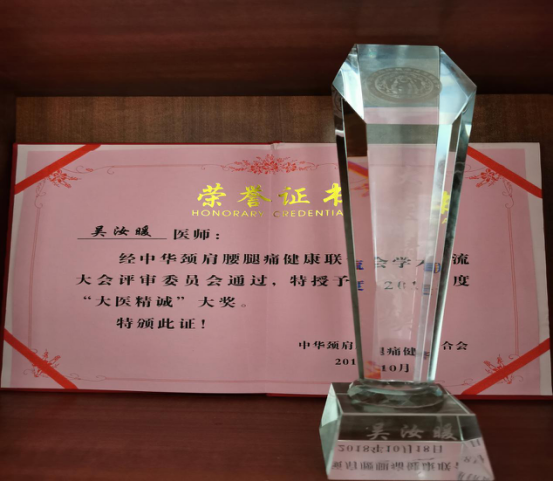 荣誉证书
HONORARY CREDENTIA
吴汝暖 医师：
经中华颈肩腰腿痛健康联 会学 流
大会评审委员会通过，特授予 201 度
“大医精诚”大奖。
特颁此证！
中华颈肩 痛健 合会
201 10月
吴汝暖
2018年10月18日